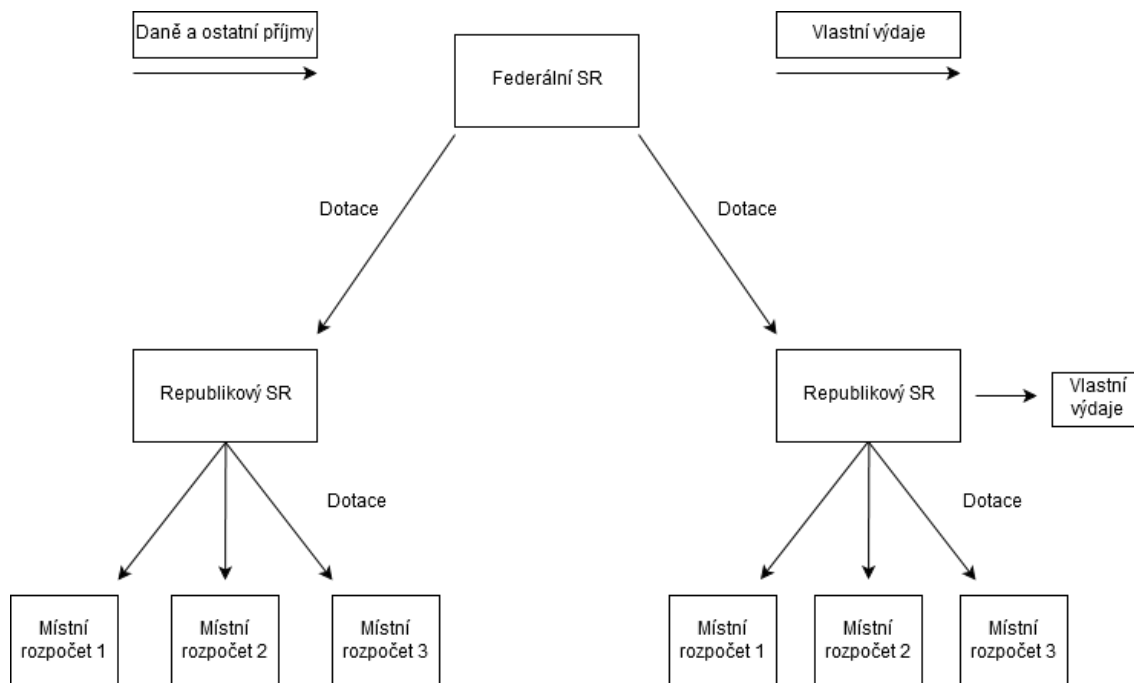 Daně a ostatní příjmy
Vlastní výdaje
Federální SR
Dotace
Dotace
Republikový SR
Republikový SR
Vlastní
výdaje
Dotace
Dotace
Místní
rozpočet 1
Místní
rozpočet 2
Místní
rozpočet 3
Místní
rozpočet 1
Místní
rozpočet 2
Místní
rozpočet 3